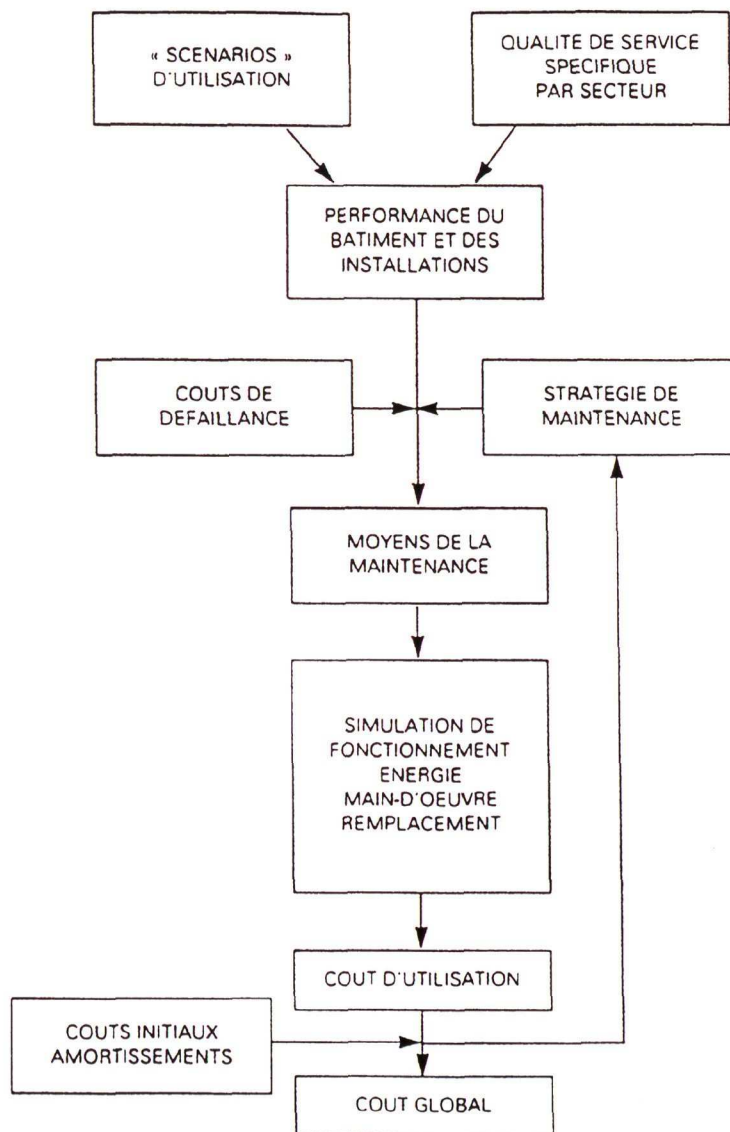 « SCENARIOS »
D'UTILISATION
QUALITE DE SERVICE
SPECIFIQUE
PAR SECTEUR
PERFORMANCE DU
BATIMENT ET DES
INSTALLATIONS
COUTS DE
DEFAILLANCE
STRATEGIE DE
MAINTENANCE
MOYENS DE LA
MAINTENANCE
SIMULATION DE
FONCTIONNEMENT
ENERGIE
MAIN-D'OEUVRE
REMPLACEMENT
COUT D'UTILISATION
COUTS INITIAUX
AMORTISSEMENTS
COUT GLOBAL